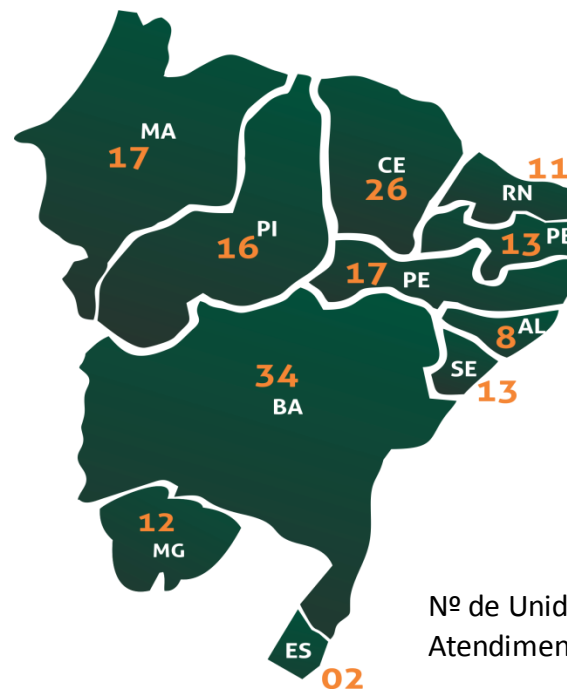 MA
17
CE
26
11
RN
PI
16
13 PB
17 PE
8 AL
SE
13
34
BA
12
MG
Nº de Unid
Atendimen
ES
02